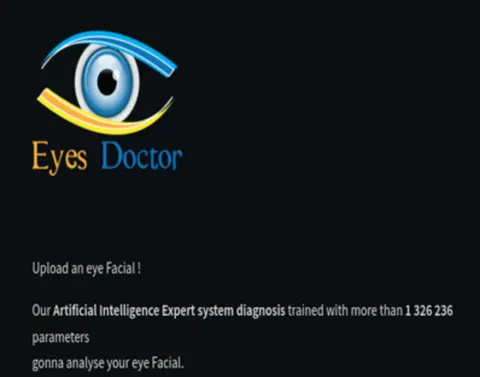 Eyes Doctor
Upload an eye Facial !
Our Artificial Intelligence Expert system diagnosis trained with more than 1 326 236
parameters
gonna analyse your eye Facial.